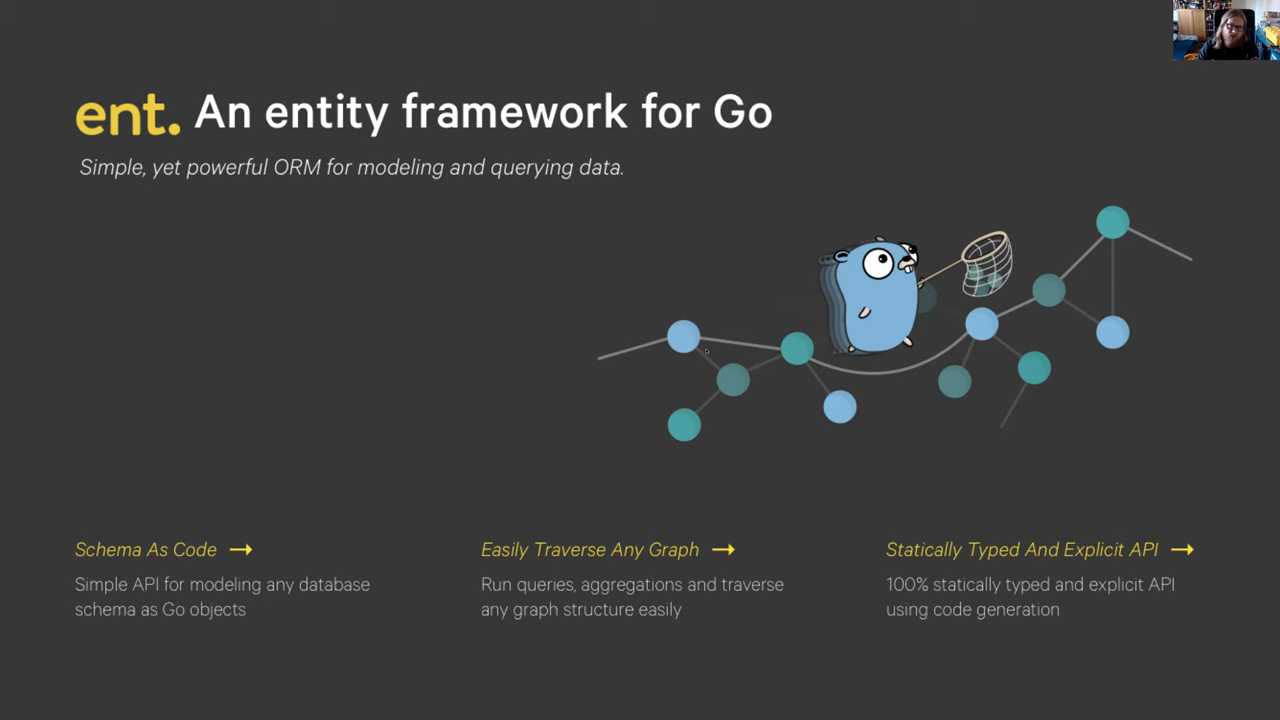 ent. An entity framework for Go
Simple, yet powerful ORM for modeling and querying data.
Schema As Code →
Simple API for modeling any database
schema as Go objects
Easily Traverse Any Graph →
Run queries, aggregations and traverse
any graph structure easily
Statically Typed And Explicit API →
100% statically typed and explicit API
using code generation